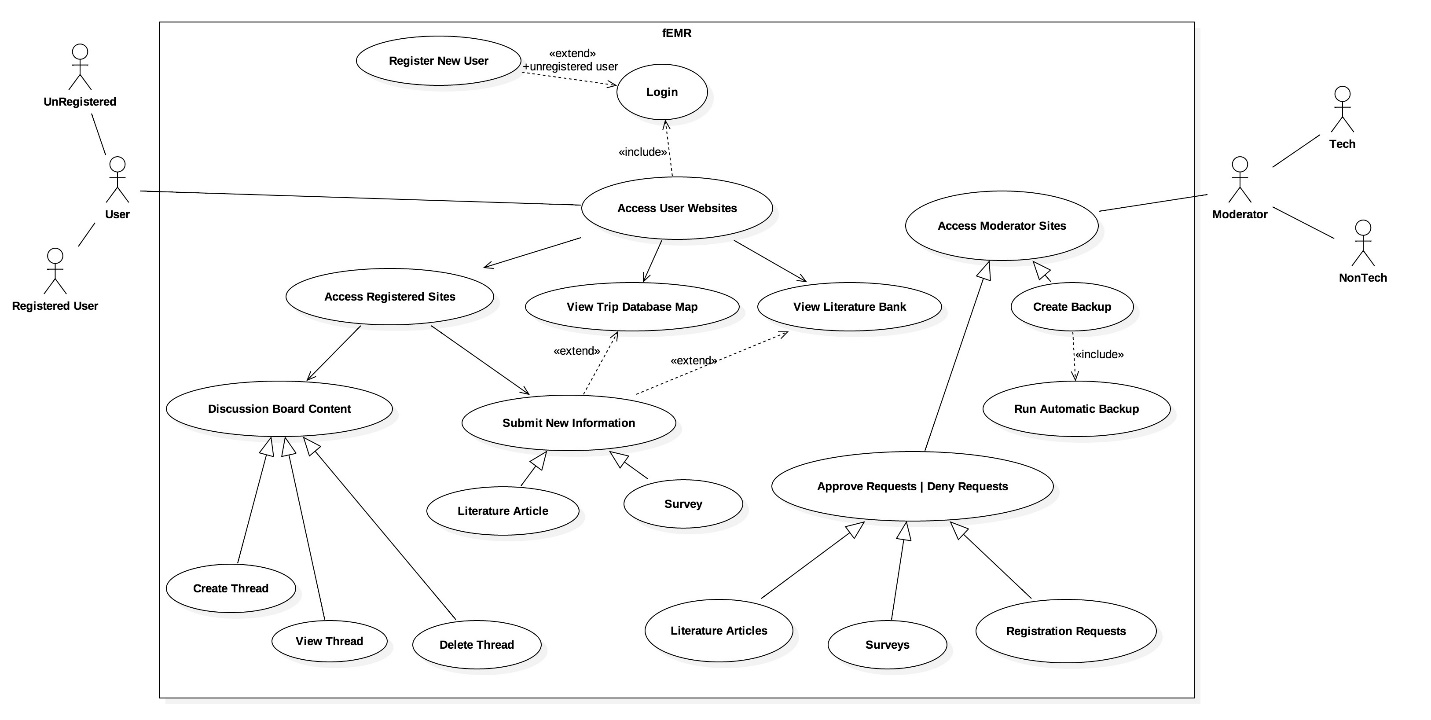 fEMR
Register New User
«extend»
+unregistered user
Login
UnRegistered
Tech
«include»
User
Access User Websites
Access Moderator Sites
Moderator
Registered User
Access Registered Sites
View Trip Database Map
View Literature Bank
Create Backup
NonTech
«extend»
«extend»
«include»
Discussion Board Content
Submit New Information
Run Automatic Backup
Literature Article
Survey
Approve Requests | Deny Requests
Create Thread
View Thread
Delete Thread
Literature Articles
Surveys
Registration Requests